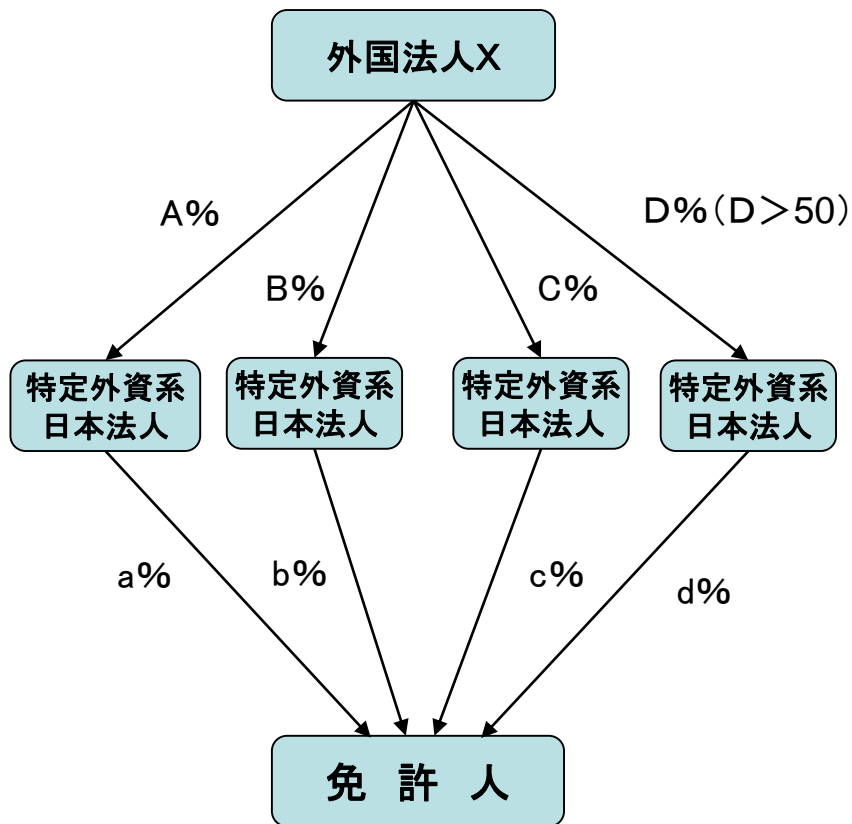 外国法人X
A%
D%(D>50)
B%
C%
特定外資系
日本法人
特定外資系
日本法人
特定外資系
日本法人
特定外資系
日本法人
a%
b%
c%
d%
免 許 人